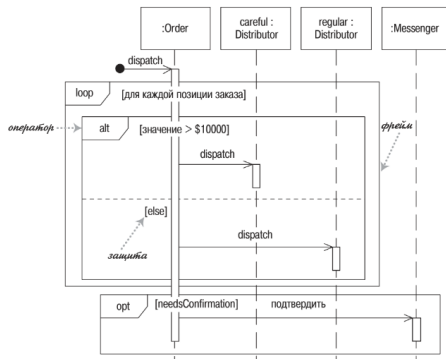 :Order
careful :
Distributor
regular :
Distributor
:Messenger
dispatch
loop
[для каждой позиции заказа]
оператор
alt
[значение > $10000]
фрейм
dispatch
[else]
защита
dispatch
opt
[needsConfirmation]
подтвердить